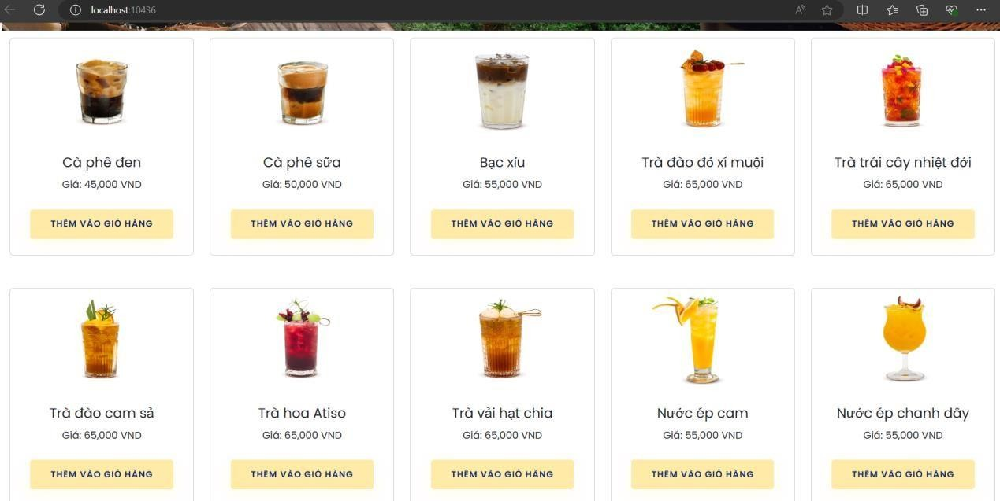 localhost:10436
Cà phê đen
Giá: 45,000 VND
THÊM VÀO GIỎ HÀNG
Cà phê sữa
Giá: 50,000 VND
THÊM VÀO GIỎ HÀNG
Bạc xỉu
Giá: 55,000 VND
THÊM VÀO GIỎ HÀNG
Trà đào đỏ xí muội
Giá: 65,000 VND
THÊM VÀO GIỎ HÀNG
Trà trái cây nhiệt đới
Giá: 65,000 VND
THÊM VÀO GIỎ HÀNG
Trà đào cam sả
Giá: 65,000 VND
THÊM VÀO GIỎ HÀNG
Trà hoa Atiso
Giá: 65,000 VND
THÊM VÀO GIỎ HÀNG
Trà vải hạt chia
Giá: 65,000 VND
THÊM VÀO GIỎ HÀNG
Nước ép cam
Giá: 55,000 VND
THÊM VÀO GIỎ HÀNG
Nước ép chanh dây
Giá: 55,000 VND
THÊM VÀO GIỎ HÀNG